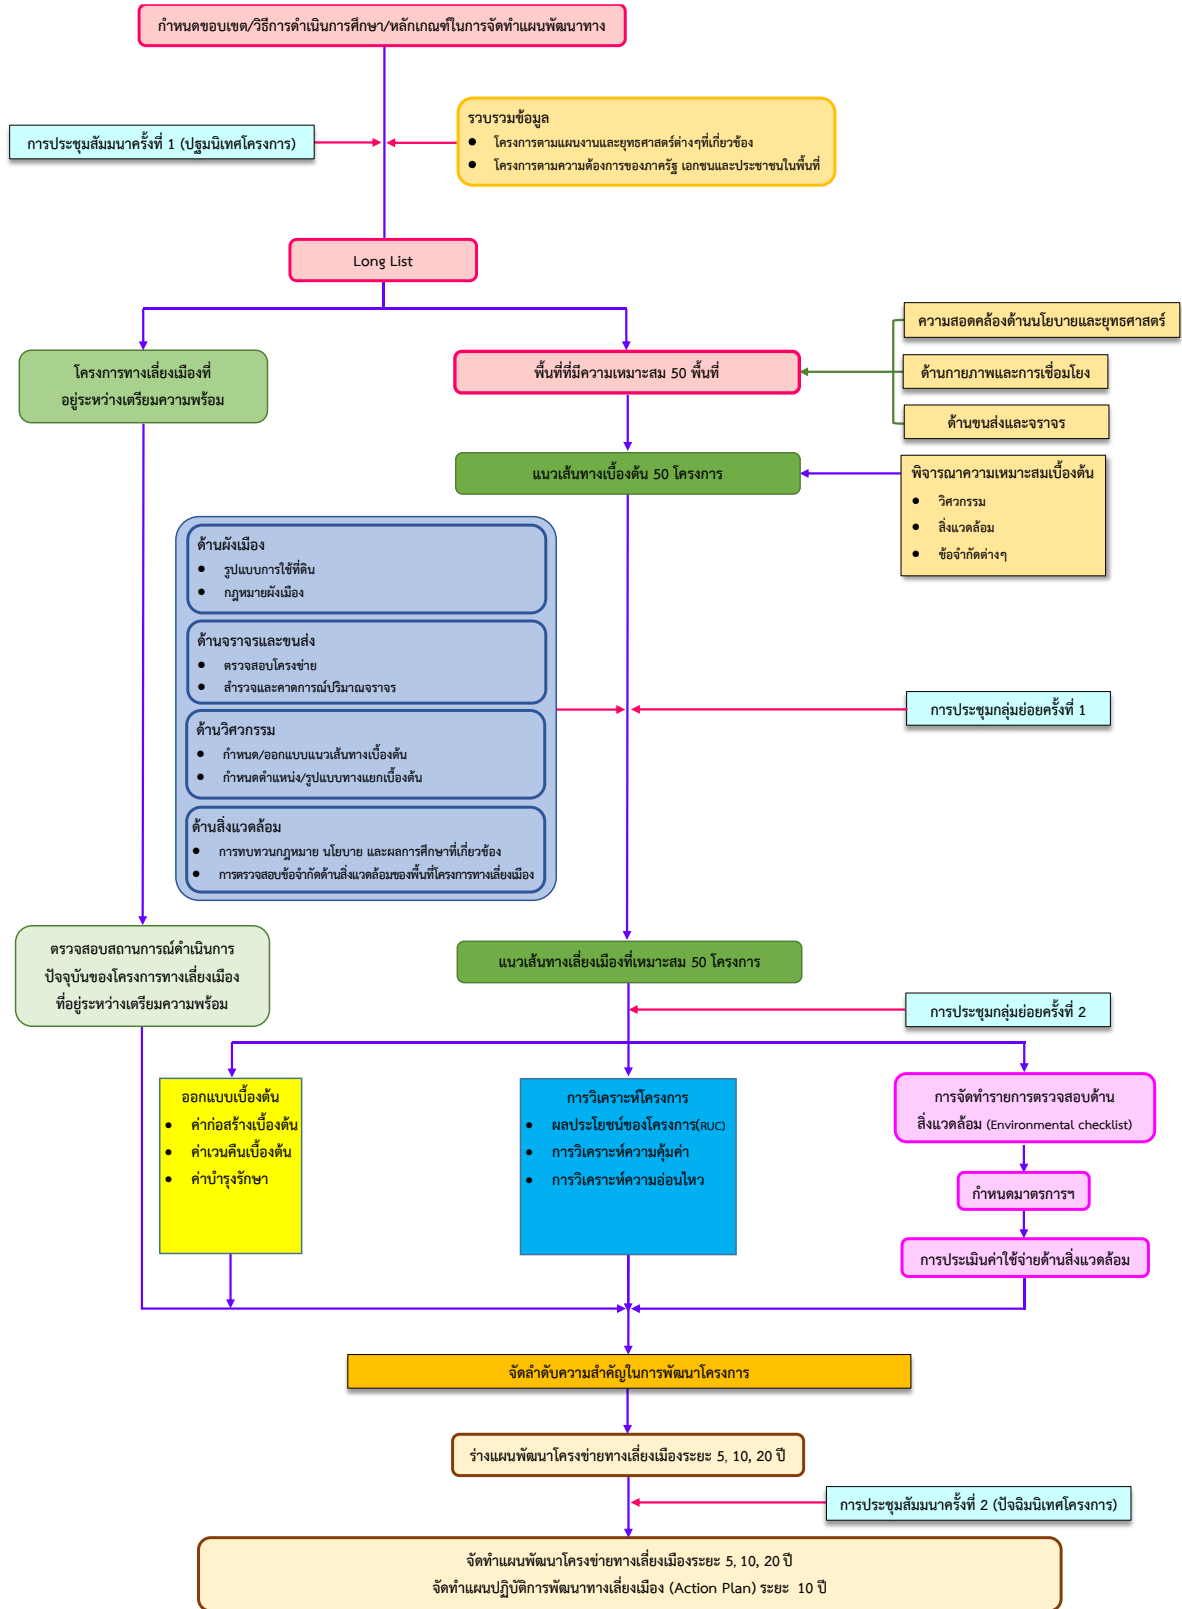 กำหนดขอบเขต/วิธีการดำเนินการศึกษา/หลักเกณฑ์ในการจัดทำแผนพัฒนาทาง
การประชุมสัมมนาครั้งที่ 1 (ปฐมนิเทศโครงการ)
รวบรวมข้อมูล
● โครงการตามแผนงานและยุทธศาสตร์ต่างๆที่เกี่ยวข้อง
● โครงการตามความต้องการของภาครัฐ เอกชนและประชาชนในพื้นที่
Long List
โครงการทางเลี่ยงเมืองที่
อยู่ระหว่างเตรียมความพร้อม
พื้นที่ที่มีความเหมาะสม 50 พื้นที่
ความสอดคล้องด้านนโยบายและยุทธศาสตร์
ด้านกายภาพและการเชื่อมโยง
ด้านขนส่งและจราจร
แนวเส้นทางเบื้องต้น 50 โครงการ
พิจารณาความเหมาะสมเบื้องต้น
● วิศวกรรม
● สิ่งแวดล้อม
● ข้อจำกัดต่างๆ
ด้านผังเมือง
● รูปแบบการใช้ที่ดิน
● กฎหมายผังเมือง
ด้านจราจรและขนส่ง
● ตรวจสอบโครงข่าย
● สำรวจและคาดการณ์ปริมาณจราจร
ด้านวิศวกรรม
● กำหนด/ออกแบบแนวเส้นทางเบื้องต้น
● กำหนดตำแหน่ง/รูปแบบทางแยกเบื้องต้น
ด้านสิ่งแวดล้อม
● การทบทวนกฎหมาย นโยบาย และผลการศึกษาที่เกี่ยวข้อง
● การตรวจสอบข้อจำกัดด้านสิ่งแวดล้อมของพื้นที่โครงการทางเลี่ยงเมือง
การประชุมกลุ่มย่อยครั้งที่ 1
ตรวจสอบสถานการณ์ดำเนินการ
ปัจจุบันของโครงการทางเลี่ยงเมือง
ที่อยู่ระหว่างเตรียมความพร้อม
แนวเส้นทางเลี่ยงเมืองที่เหมาะสม 50 โครงการ
การประชุมกลุ่มย่อยครั้งที่ 2
ออกแบบเบื้องต้น
● ค่าก่อสร้างเบื้องต้น
● ค่าเวนคืนเบื้องต้น
● ค่าบำรุงรักษา
การวิเคราะห์โครงการ
● ผลประโยชน์ของโครงการ(RUC)
● การวิเคราะห์ความคุ้มค่า
● การวิเคราะห์ความอ่อนไหว
การจัดทำรายการตรวจสอบด้าน
สิ่งแวดล้อม (Environmental checklist)
กำหนดมาตรการฯ
การประเมินค่าใช้จ่ายด้านสิ่งแวดล้อม
จัดลำดับความสำคัญในการพัฒนาโครงการ
ร่างแผนพัฒนาโครงข่ายทางเลี่ยงเมืองระยะ 5, 10, 20 ปี
การประชุมสัมมนาครั้งที่ 2 (ปัจฉิมนิเทศโครงการ)
จัดทำแผนพัฒนาโครงข่ายทางเลี่ยงเมืองระยะ 5, 10, 20 ปี
จัดทำแผนปฏิบัติการพัฒนาทางเลี่ยงเมือง (Action Plan) ระยะ 10 ปี